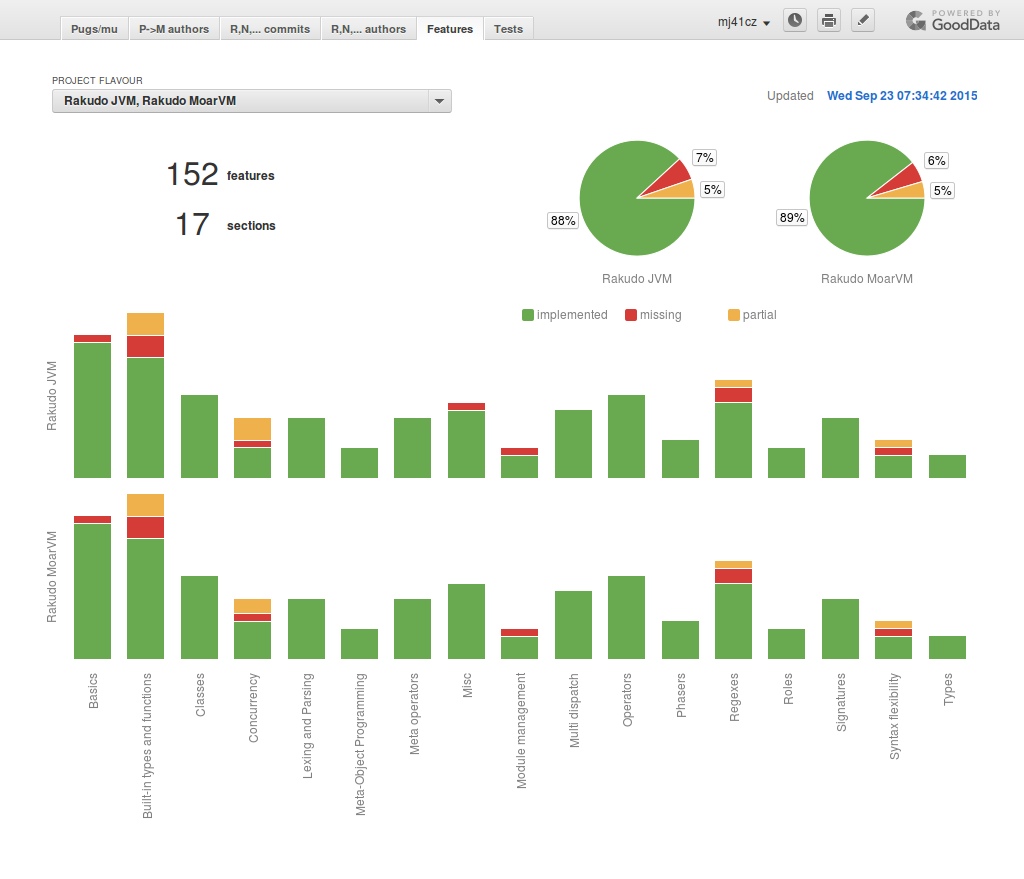 Pugs/mu
P->M authors
R,N,... commits
R,N,... authors
Features
Tests
mj41cz
POWERED BY
GoodData
PROJECT FLAVOUR
Rakudo JVM, Rakudo MoarVM
Updated Wed Sep 23 07:34:42 2015
152 features
17 sections
7%
5%
88%
Rakudo JVM
6%
5%
89%
Rakudo MoarVM
implemented
missing
partial
Rakudo JVM
Rakudo MoarVM
Basics
Built-in types and functions
Classes
Concurrency
Lexing and Parsing
Meta-Object Programming
Meta operators
Misc
Module management
Multi dispatch
Operators
Phasers
Regexes
Roles
Signatures
Syntax flexibility
Types